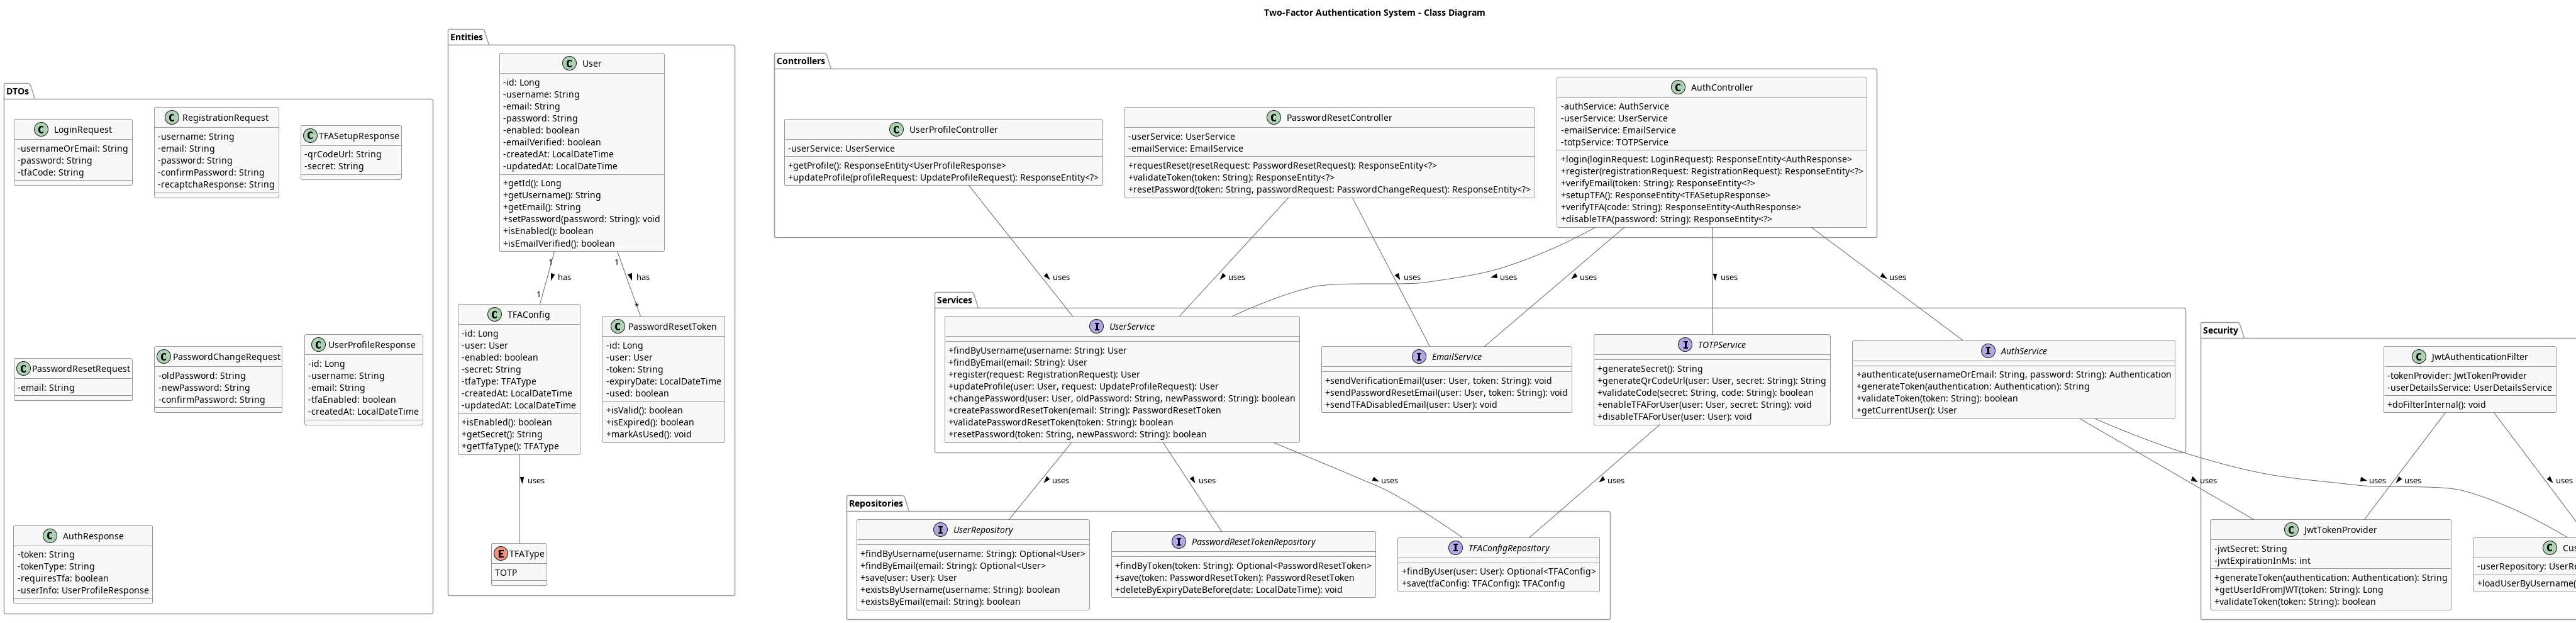 Two-Factor Authentication System - Class Diagram
DTOs
LoginRequest
-usernameOrEmail: String
-password: String
-tfaCode: String
RegistrationRequest
-username: String
-email: String
-password: String
-confirmPassword: String
-recaptchaResponse: String
TFASetupResponse
-qrCodeUrl: String
-secret: String
PasswordResetRequest
-email: String
PasswordChangeRequest
-oldPassword: String
-newPassword: String
-confirmPassword: String
UserProfileResponse
-id: Long
-username: String
-email: String
-tfaEnabled: boolean
-createdAt: LocalDateTime
AuthResponse
-token: String
-tokenType: String
-requiresTfa: boolean
-userInfo: UserProfileResponse
Entities
User
-id: Long
-username: String
-email: String
-password: String
-enabled: boolean
-emailVerified: boolean
-createdAt: LocalDateTime
-updatedAt: LocalDateTime
+getId(): Long
+getUsername(): String
+getEmail(): String
+setPassword(password: String): void
+isEnabled(): boolean
+isEmailVerified(): boolean
1
1
has
has
1
*
TFAConfig
-id: Long
-user: User
-enabled: boolean
-secret: String
-tfaType: TFAType
-createdAt: LocalDateTime
-updatedAt: LocalDateTime
+isEnabled(): boolean
+getSecret(): String
+getTfaType(): TFAType
PasswordResetToken
-id: Long
-user: User
-token: String
-expiryDate: LocalDateTime
-used: boolean
+isValid(): boolean
+isExpired(): boolean
+markAsUsed(): void
uses
TFAType
TOTP
Controllers
UserProfileController
-userService: UserService
+getProfile(): ResponseEntity<UserProfileResponse>
+updateProfile(profileRequest: UpdateProfileRequest): ResponseEntity<?>
PasswordResetController
-userService: UserService
-emailService: EmailService
+requestReset(resetRequest: PasswordResetRequest): ResponseEntity<?>
+validateToken(token: String): ResponseEntity<?>
+resetPassword(token: String, passwordRequest: PasswordChangeRequest): ResponseEntity<?>
AuthController
-authService: AuthService
-userService: UserService
-emailService: EmailService
-totpService: TOTPService
+login(loginRequest: LoginRequest): ResponseEntity<AuthResponse>
+register(registrationRequest: RegistrationRequest): ResponseEntity<?>
+verifyEmail(token: String): ResponseEntity<?>
+setupTFA(): ResponseEntity<TFASetupResponse>
+verifyTFA(code: String): ResponseEntity<AuthResponse>
+disableTFA(password: String): ResponseEntity<?>
uses
uses
uses
uses
uses
uses
uses
Services
UserService
+findByUsername(username: String): User
+findByEmail(email: String): User
+register(request: RegistrationRequest): User
+updateProfile(user: User, request: UpdateProfileRequest): User
+changePassword(user: User, oldPassword: String, newPassword: String): boolean
+createPasswordResetToken(email: String): PasswordResetToken
+validatePasswordResetToken(token: String): boolean
+resetPassword(token: String, newPassword: String): boolean
EmailService
+sendVerificationEmail(user: User, token: String): void
+sendPasswordResetEmail(user: User, token: String): void
+sendTFADisabledEmail(user: User): void
TOTPService
+generateSecret(): String
+generateQrCodeUrl(user: User, secret: String): String
+validateCode(secret: String, code: String): boolean
+enableTFAForUser(user: User, secret: String): void
+disableTFAForUser(user: User): void
AuthService
+authenticate(usernameOrEmail: String, password: String): Authentication
+generateToken(authentication: Authentication): String
+validateToken(token: String): boolean
+getCurrentUser(): User
uses
uses
uses
uses
uses
uses
uses
uses
Repositories
UserRepository
+findByUsername(username: String): Optional<User>
+findByEmail(email: String): Optional<User>
+save(user: User): User
+existsByUsername(username: String): boolean
+existsByEmail(email: String): boolean
PasswordResetTokenRepository
+findByToken(token: String): Optional<PasswordResetToken>
+save(token: PasswordResetToken): PasswordResetToken
+deleteByExpiryDateBefore(date: LocalDateTime): void
TFAConfigRepository
+findByUser(user: User): Optional<TFAConfig>
+save(tfaConfig: TFAConfig): TFAConfig
Security
JwtAuthenticationFilter
-tokenProvider: JwtTokenProvider
-userDetailsService: UserDetailsService
+doFilterInternal(): void
JwtTokenProvider
-jwtSecret: String
-jwtExpirationInMs: int
+generateToken(authentication: Authentication): String
+getUserIdFromJWT(token: String): Long
+validateToken(token: String): boolean
-userRepository:
+loadUserByUsername(